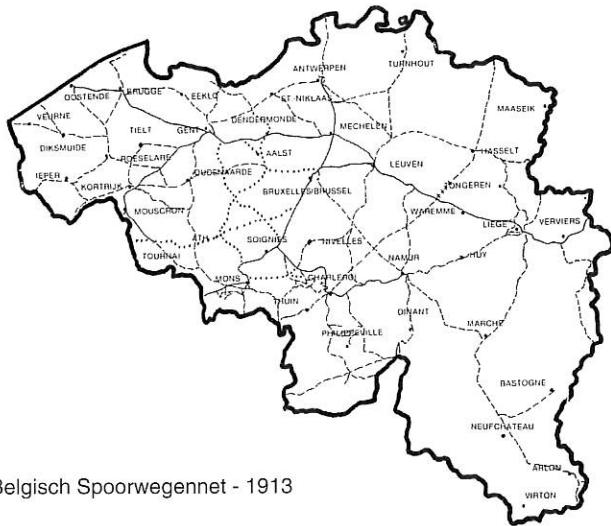 TURNHOUT
ANTWERPEN
OOSTENDE
BRUGGE
EEKLO
ST-NIKLAAS
MAASEIK
VEURNE
DENDERMONDE
TIELT
GENT
MECHELEN
DIKSMUIDE
AALST
HASSELT
ROESELARE
LEUVEN
IEPER
OUDENAARDE
KORTRIJK
BRUXELLES/BRUSSEL
TONGEREN
MOUSCRON
WAREMME
LIEGE
VERVIERS
ATH
SOIGNIES
NIVELLES
TOURNAI
HUY
NAMUR
MONS
CHARLEROI
THUIN
DINANT
PHILIPPEVILLE
MARCHE
BASTOGNE
NEUFCHATEAU
ARLON
VIRTON
Belgisch Spoorwegennet - 1913